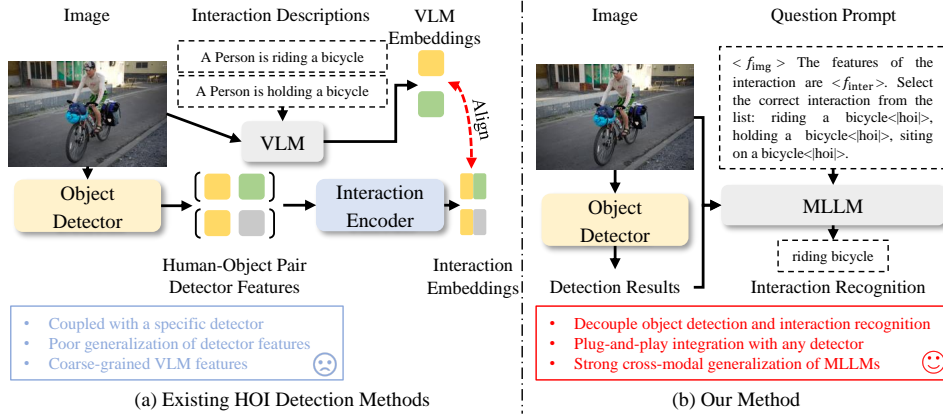 Image
Interaction Descriptions
VLM
Embeddings
A Person is riding a bicycle
A Person is holding a bicycle
VLM
Align
Object
Detector
Interaction
Encoder
Human-Object Pair
Detector Features
Interaction
Embeddings
• Coupled with a specific detector
• Poor generalization of detector features
• Coarse-grained VLM features
(a) Existing HOI Detection Methods
Image
Question Prompt
< f_img > The features of the
interaction are < f_inter >. Select
the correct interaction from the
list: riding a bicycle<|hoi|>,
holding a bicycle<|hoi|>, siting
on a bicycle<|hoi|>.
Object
Detector
MLLM
riding bicycle
Detection Results
Interaction Recognition
• Decouple object detection and interaction recognition
• Plug-and-play integration with any detector
• Strong cross-modal generalization of MLLMs
(b) Our Method